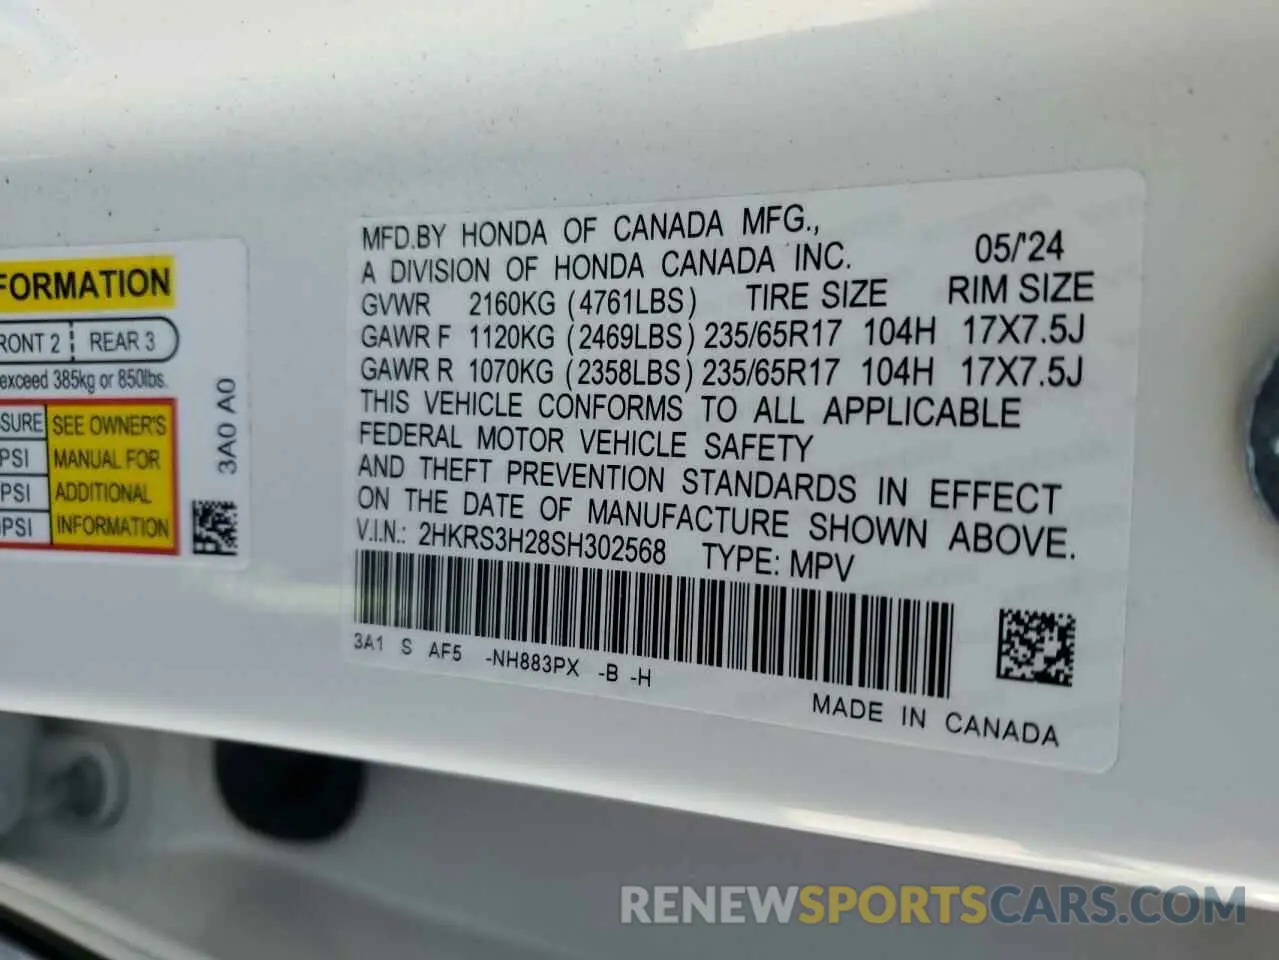 FORMATION
RONT 2 REAR 3
exceed 385kg or 850lbs.
SURE SEE OWNER'S
PSI MANUAL FOR
PSI ADDITIONAL
PSI INFORMATION
3A0 A0
MFD.BY HONDA OF CANADA MFG.,
A DIVISION OF HONDA CANADA INC. 05/'24
GVWR 2160KG (4761LBS) TIRE SIZE RIM SIZE
GAWR F 1120KG (2469LBS) 235/65R17 104H 17X7.5J
GAWR R 1070KG (2358LBS) 235/65R17 104H 17X7.5J
THIS VEHICLE CONFORMS TO ALL APPLICABLE
FEDERAL MOTOR VEHICLE SAFETY
AND THEFT PREVENTION STANDARDS IN EFFECT
ON THE DATE OF MANUFACTURE SHOWN ABOVE.
V.I.N.: 2HKRS3H28SH302568 TYPE: MPV
3A1 S AF5 -NH883PX -B -H
MADE IN CANADA
RENEWSPORTSCARS.COM